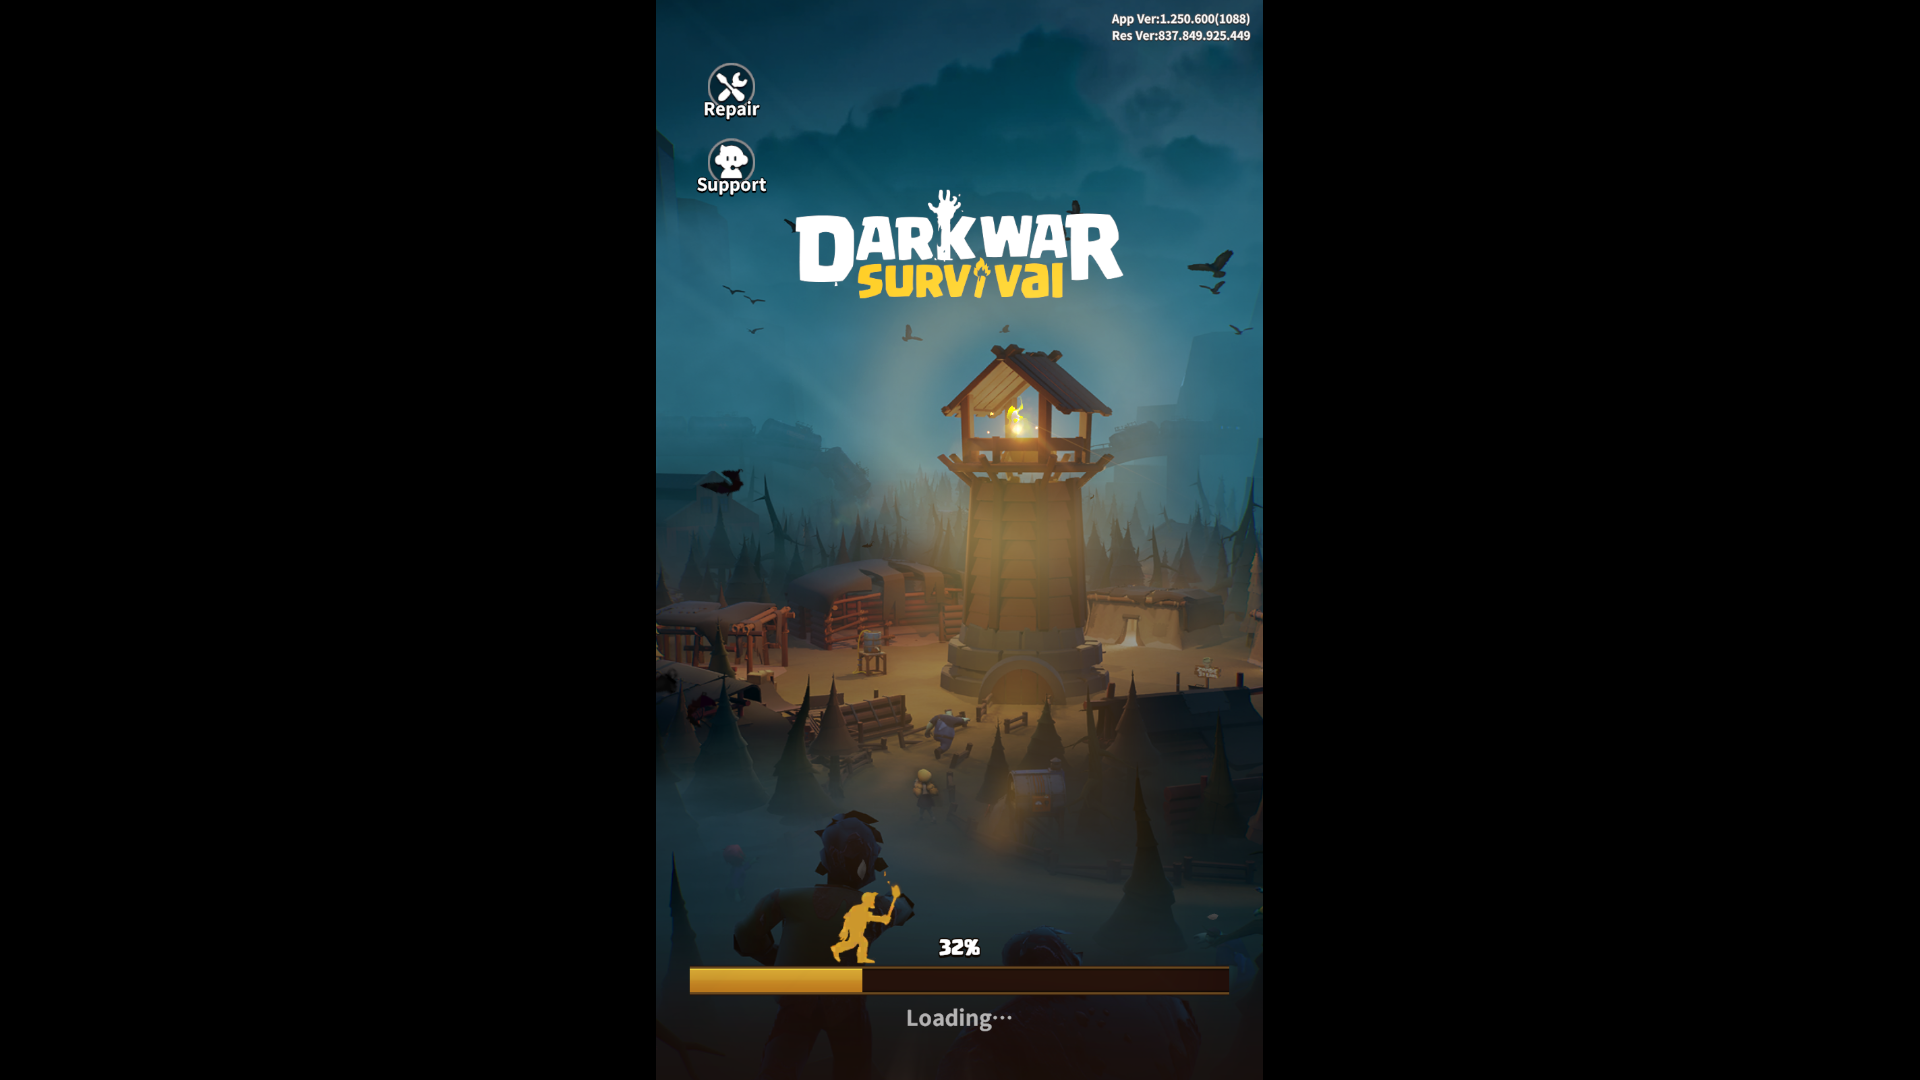 App Ver:1.250.600(1088)
Res Ver:837.849.925.449
Repair
Support
DARKWAR
SURVIVAL
32%
Loading···